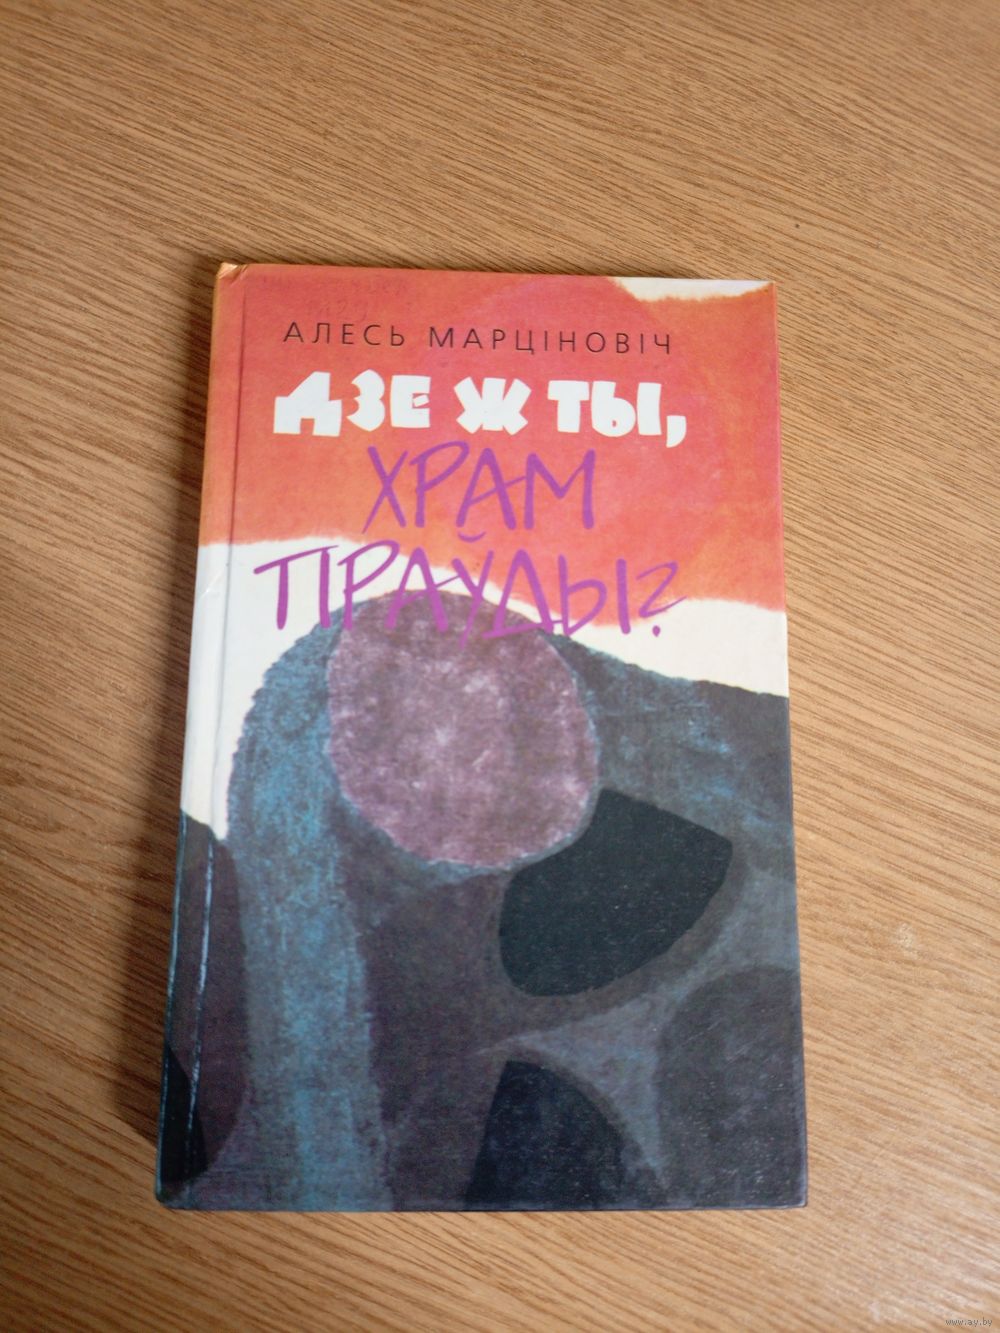 АЛЕСЬ МАРЦІНОВІЧ
ДЗЕ Ж ТЫ,
ХРАМ
ПРАЎДЫ?
www.ay.by